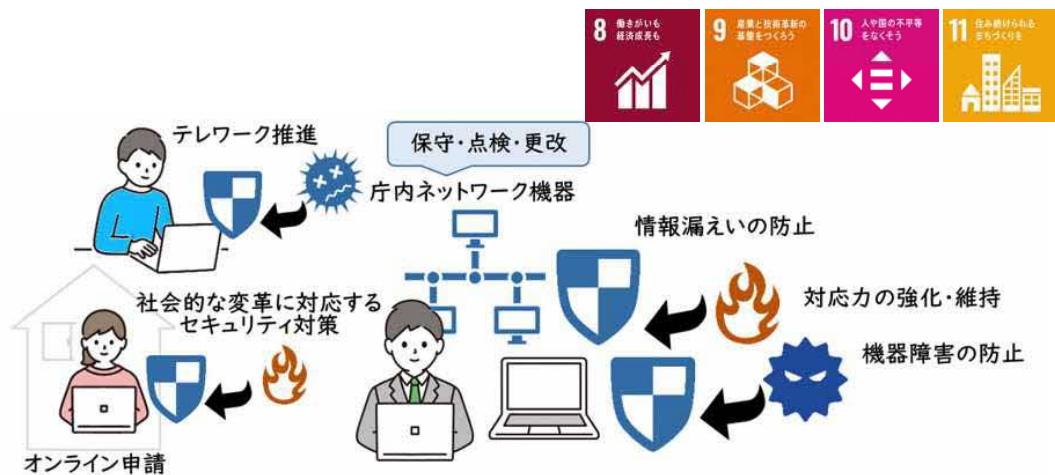 8 働きがいも
経済成長も
9 産業と技術革新の
基盤をつくろう
10 人や国の不平等
をなくそう
11 住み続けられる
まちづくりを
テレワーク推進
保守・点検・更改
庁内ネットワーク機器
情報漏えいの防止
社会的な変革に対応する
セキュリティ対策
対応力の強化・維持
機器障害の防止
オンライン申請